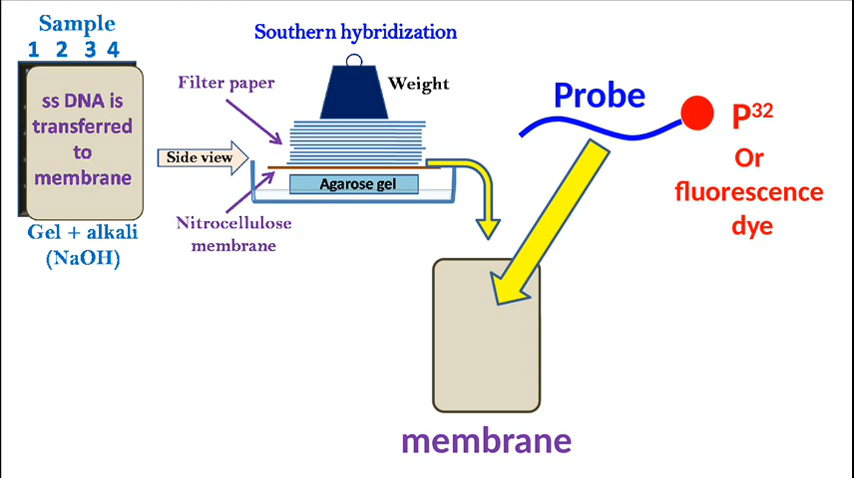 Sample
1 2 3 4
ss DNA is
transferred
to
membrane
Gel + alkali
(NaOH)
Southern hybridization
Filter paper
Weight
Side view
Agarose gel
Nitrocellulose
membrane
Probe
P³²
Or
fluorescence
dye
membrane